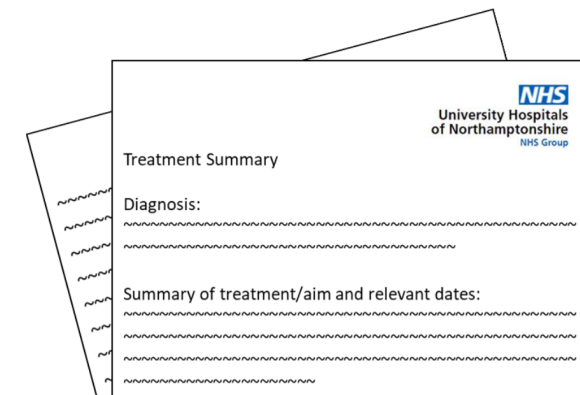 NHS
University Hospitals
of Northamptonshire
NHS Group
Treatment Summary
Diagnosis:
Summary of treatment/aim and relevant dates: